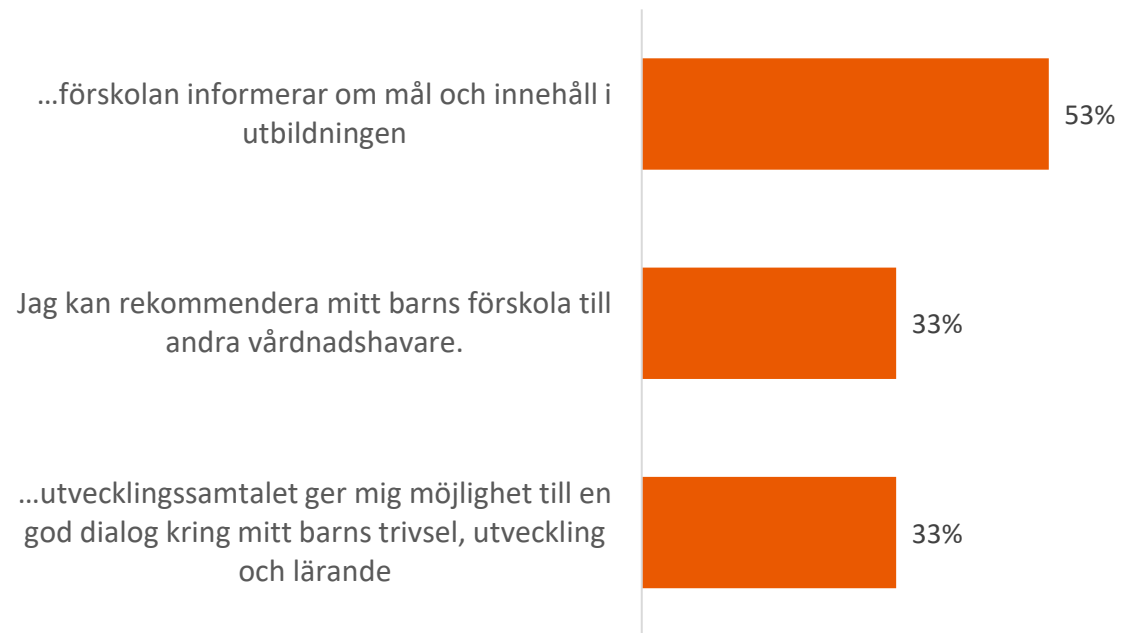 ...förskolan informerar om mål och innehåll i
utbildningen
53%
Jag kan rekommendera mitt barns förskola till
andra vårdnadshavare.
33%
...utvecklingssamtalet ger mig möjlighet till en
god dialog kring mitt barns trivsel, utveckling
och lärande
33%